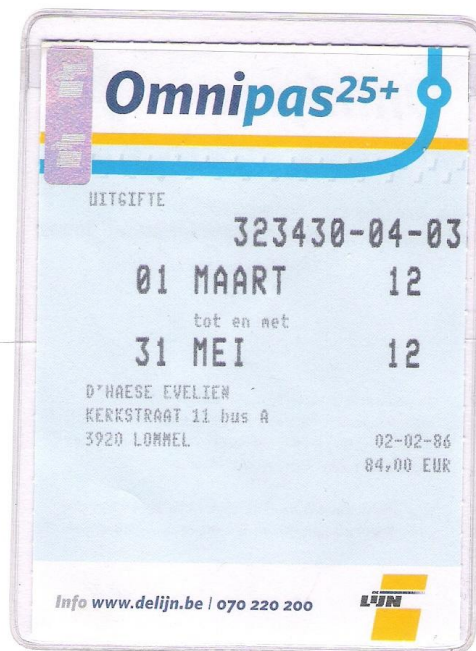 Omnipas25+
UITGIFTE
323430-04-03
01 MAART 12
tot en met
31 MEI 12
D'HAESE EVELIEN
KERKSTRAAT 11 bus A
3920 LOMMEL 02-02-86
84,00 EUR
Info www.delijn.be | 070 220 200
DE LIJN